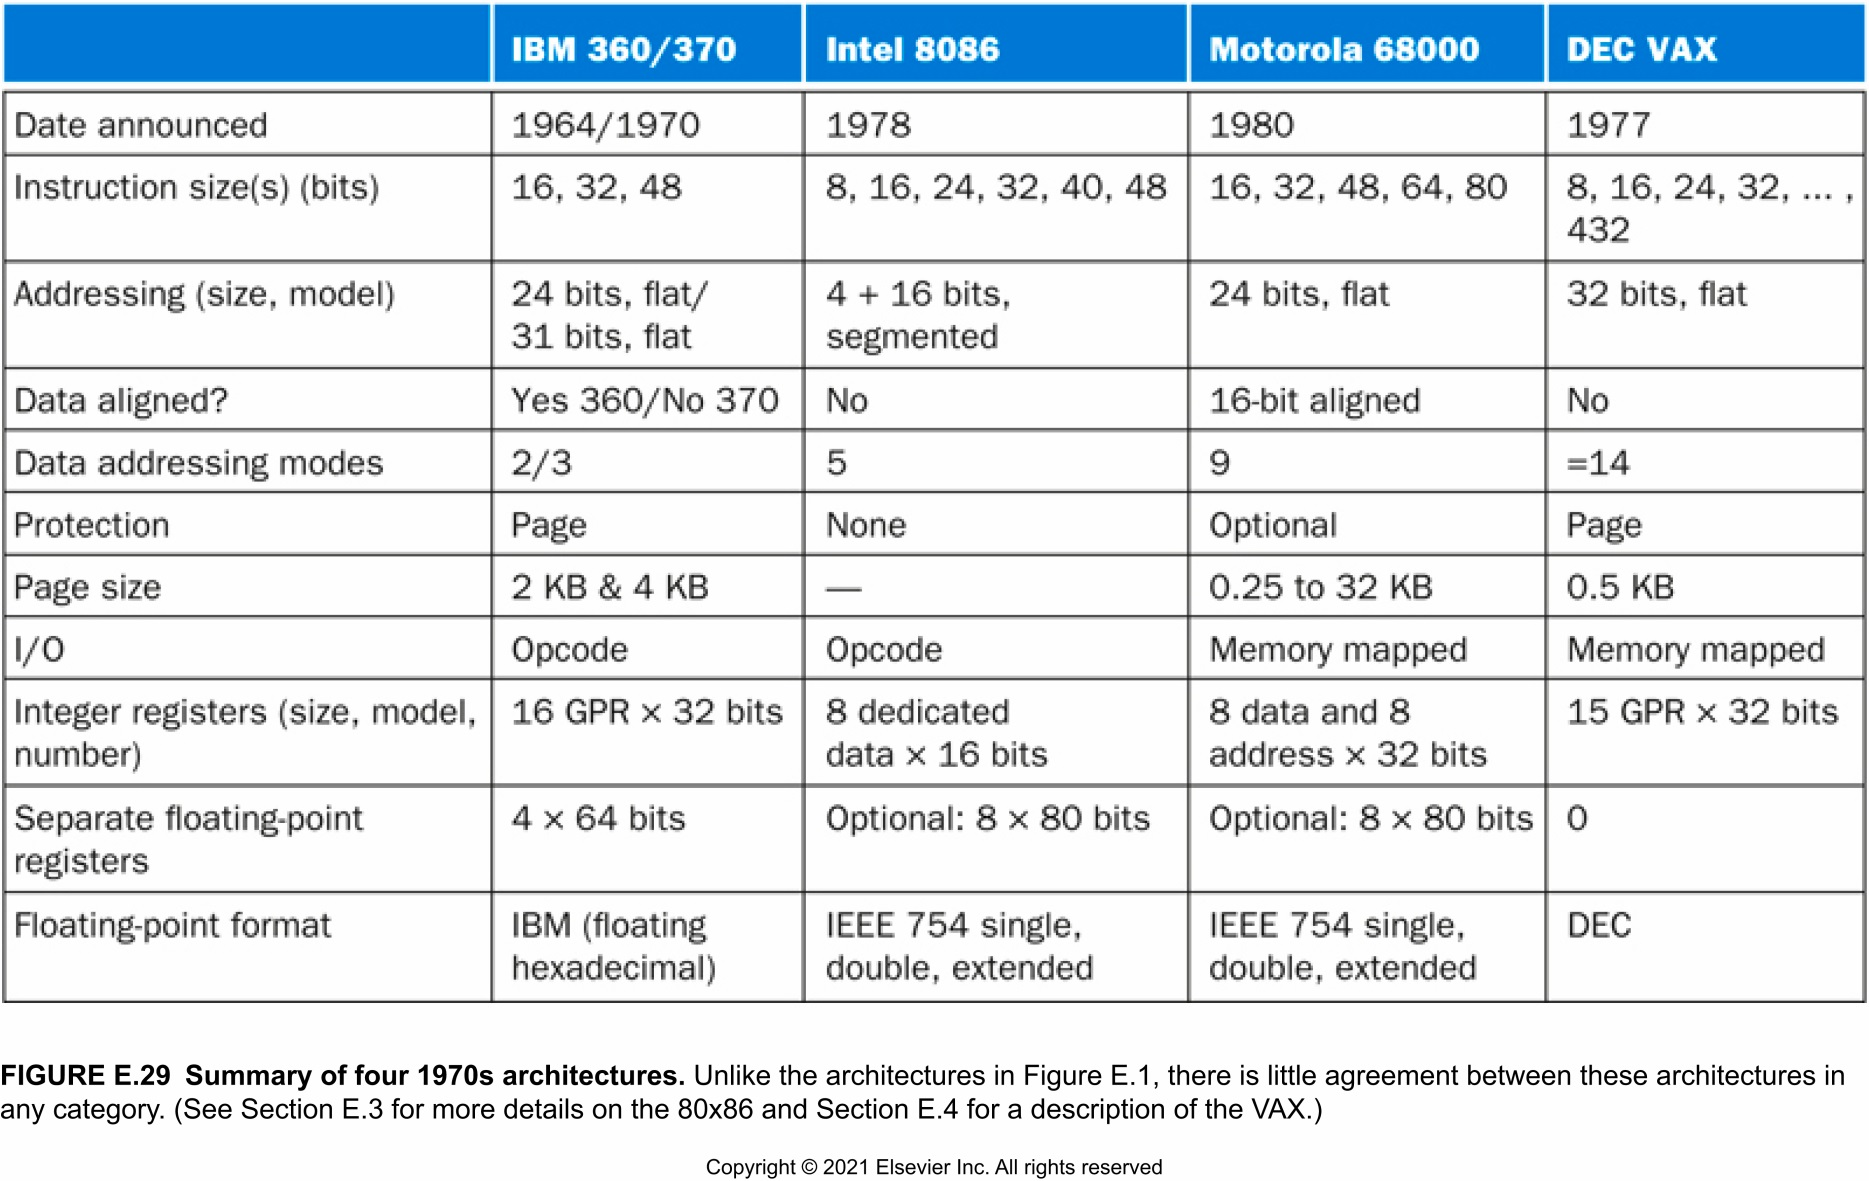 IBM 360/370 Intel 8086 Motorola 68000 DEC VAX
Date announced 1964/1970 1978 1980 1977
Instruction size(s) (bits) 16, 32, 48 8, 16, 24, 32, 40, 48 16, 32, 48, 64, 80 8, 16, 24, 32, ... ,
432
Addressing (size, model) 24 bits, flat/ 4 + 16 bits, 24 bits, flat 32 bits, flat
31 bits, flat segmented
Data aligned? Yes 360/No 370 No 16-bit aligned No
Data addressing modes 2/3 5 9 =14
Protection Page None Optional Page
Page size 2 KB & 4 KB — 0.25 to 32 KB 0.5 KB
I/O Opcode Opcode Memory mapped Memory mapped
Integer registers (size, model, 16 GPR × 32 bits 8 dedicated 8 data and 8 15 GPR × 32 bits
number) data × 16 bits address × 32 bits
Separate floating-point 4 × 64 bits Optional: 8 × 80 bits Optional: 8 × 80 bits 0
registers
Floating-point format IBM (floating IEEE 754 single, IEEE 754 single, DEC
hexadecimal) double, extended double, extended
FIGURE E.29 Summary of four 1970s architectures. Unlike the architectures in Figure E.1, there is little agreement between these architectures in
any category. (See Section E.3 for more details on the 80x86 and Section E.4 for a description of the VAX.)
Copyright © 2021 Elsevier Inc. All rights reserved